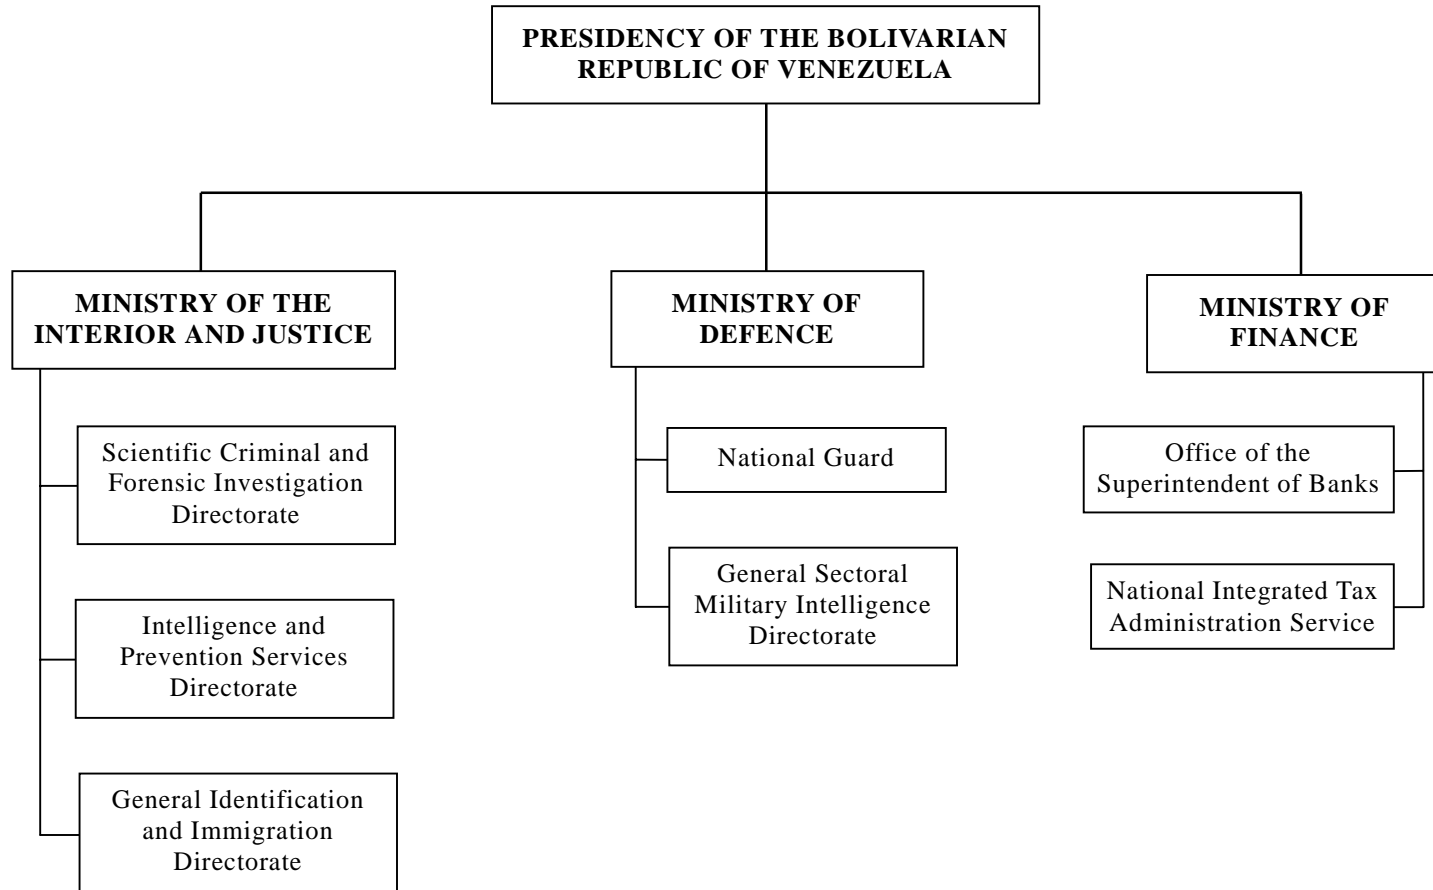 PRESIDENCY OF THE BOLIVARIAN
REPUBLIC OF VENEZUELA
MINISTRY OF THE
INTERIOR AND JUSTICE
Scientific Criminal and
Forensic Investigation
Directorate
Intelligence and
Prevention Services
Directorate
General Identification
and Immigration
Directorate
MINISTRY OF
DEFENCE
National Guard
General Sectoral
Military Intelligence
Directorate
MINISTRY OF
FINANCE
Office of the
Superintendent of Banks
National Integrated Tax
Administration Service